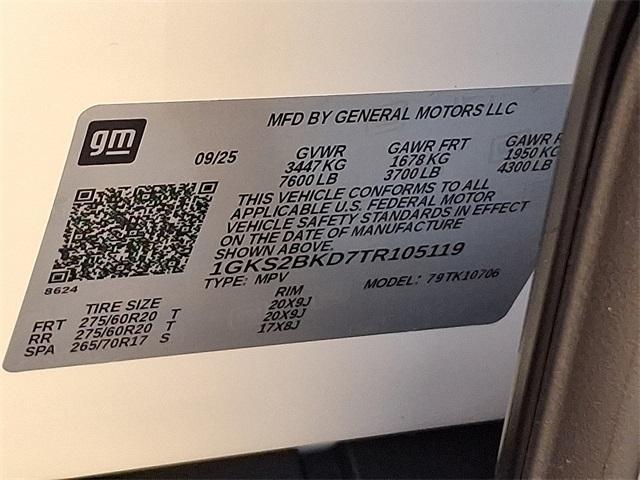 MFD BY GENERAL MOTORS LLC
gm
09/25
GVWR GAWR FRT GAWR
3447 KG 1678 KG 1950 KG
7600 LB 3700 LB 4300 LB
THIS VEHICLE CONFORMS TO ALL
APPLICABLE U.S. FEDERAL MOTOR
VEHICLE SAFETY STANDARDS IN EFFECT
ON THE DATE OF MANUFACTURE
SHOWN ABOVE.
1GKS2BKD7TR105119
TYPE: MPV MODEL: 79TK10706
8624
TIRE SIZE RIM
FRT 275/60R20 T 20X9J
RR 275/60R20 T 20X9J
SPA 265/70R17 S 17X8J